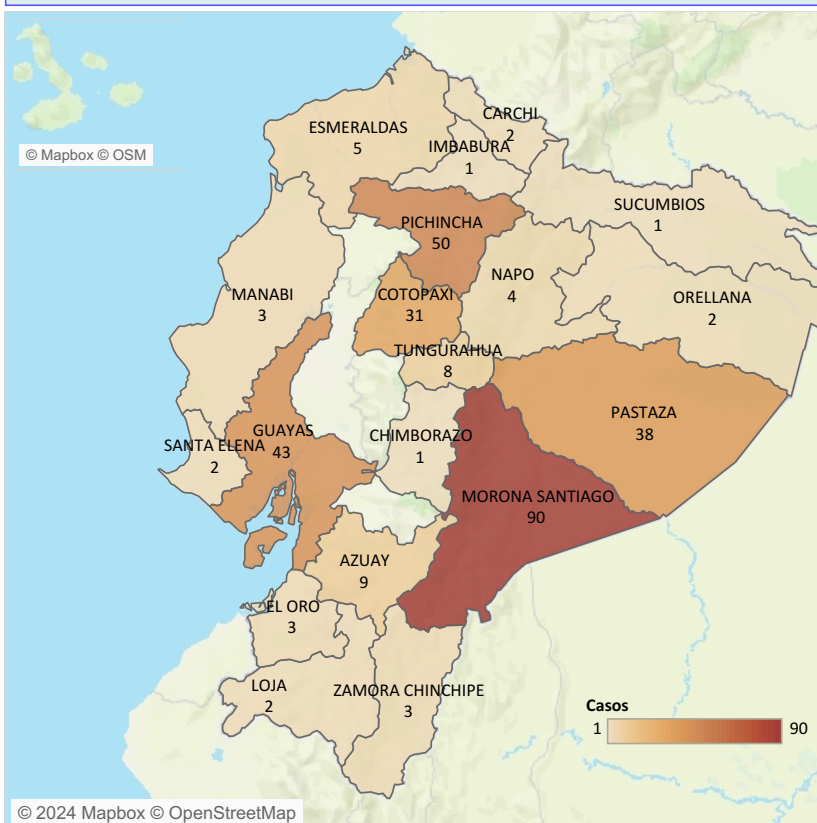 © Mapbox © OSM
ESMERALDAS
5
CARCHI
2
IMBABURA
1
SUCUMBIOS
1
PICHINCHA
50
NAPO
4
MANABI
3
COTOPAXI
31
ORELLANA
2
TUNGURAHUA
8
PASTAZA
38
GUAYAS
43
SANTA ELENA
2
CHIMBORAZO
1
MORONA SANTIAGO
90
AZUAY
9
EL ORO
3
LOJA
2
ZAMORA CHINCHIPE
3
Casos
1 90
© 2024 Mapbox © OpenStreetMap